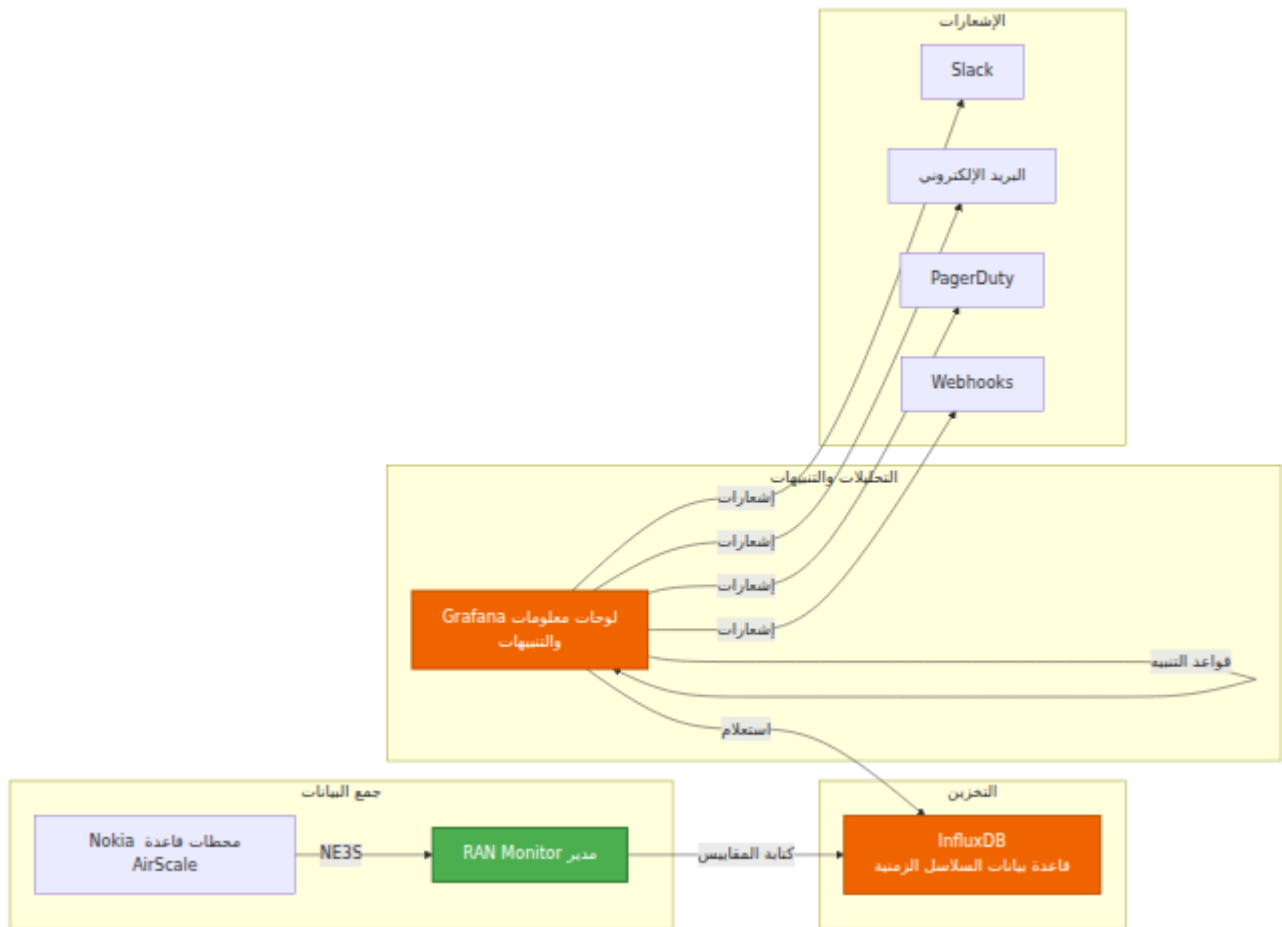 الإشعارات
Slack
البريد الإلكتروني
PagerDuty
Webhooks
التحليلات والتنبيهات
إشعارات
إشعارات
إشعارات
إشعارات
لوحات معلومات Grafana
والتنبيهات
قواعد التنبيه
استعلام
جمع البيانات
محطات قاعدة Nokia
AirScale
NE3S
مدير RAN Monitor
كتابة المقاييس
التخزين
InfluxDB
قاعدة بيانات السلاسل الزمنية